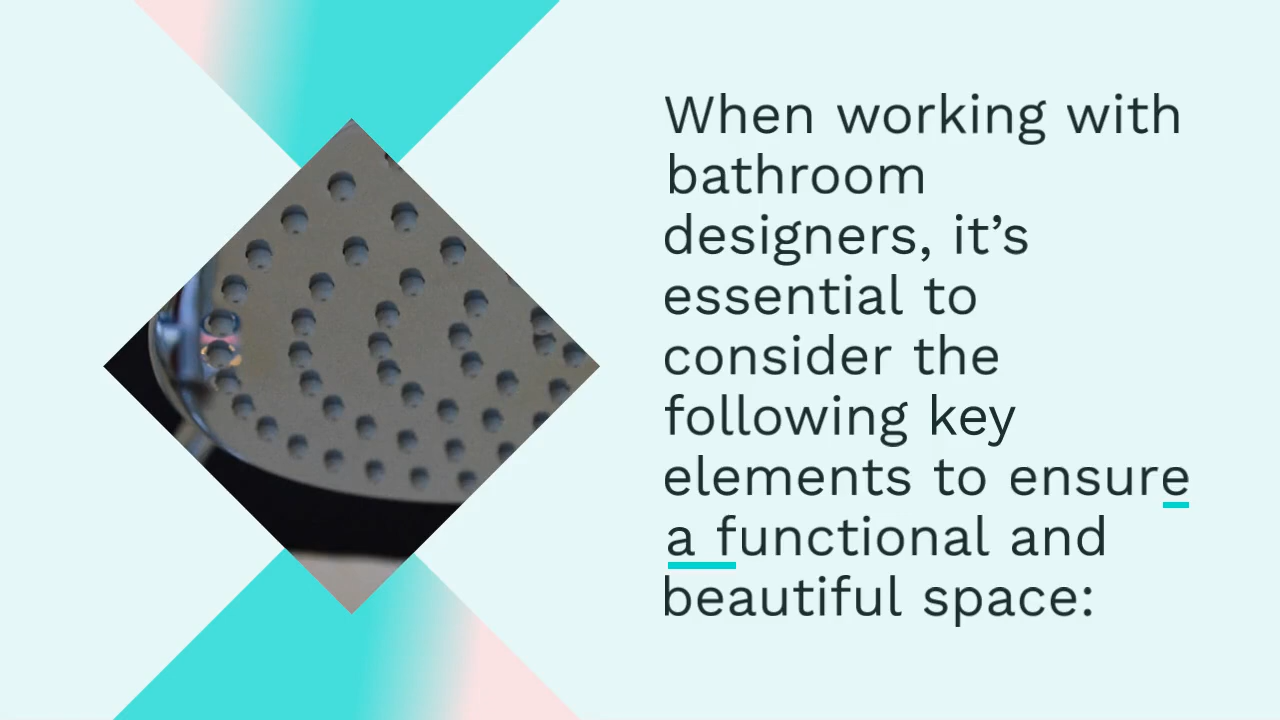 When working with
bathroom
designers, it’s
essential to
consider the
following key
elements to ensure
a functional and
beautiful space: